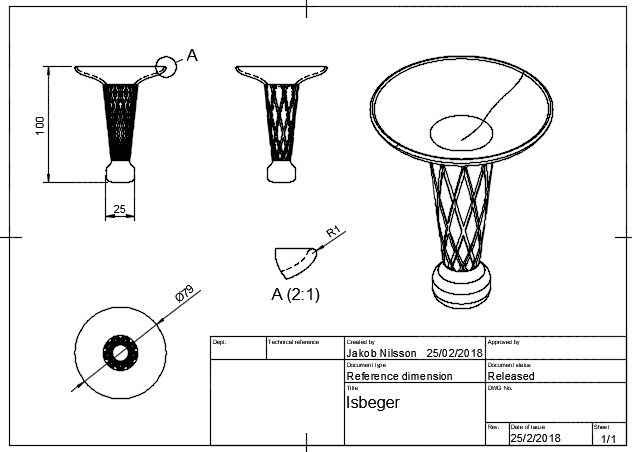 A
100
25
R1
A (2:1)
Ø79
Dept.
Technical reference
Created by
Approved by
Jakob Nilsson 25/02/2018
Document type
Document status
Reference dimension
Released
Title
DWG No.
Isbeger
Rev.
Date of issue
Sheet
25/2/2018
1/1